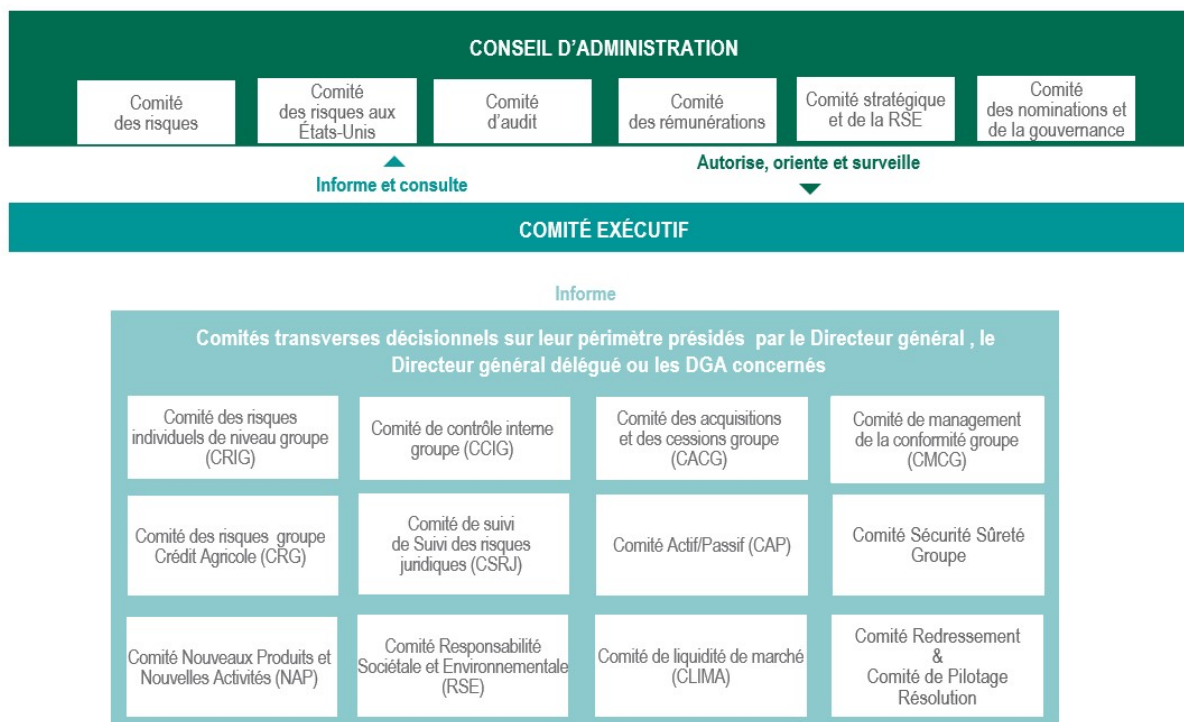 CONSEIL D'ADMINISTRATION
Comité
des risques
Comité
des risques aux
États-Unis
Comité
d'audit
Comité
des rémunérations
Comité stratégique
et de la RSE
Comité
des nominations et
de la gouvernance
Informe et consulte
Autorise, oriente et surveille
COMITÉ EXÉCUTIF
Informe
Comités transverses décisionnels sur leur périmètre présidés par le Directeur général , le
Directeur général délégué ou les DGA concernés
Comité des risques
individuels de niveau groupe
(CRIG)
Comité de contrôle interne
groupe (CCIG)
Comité des acquisitions
et des cessions groupe
(CACG)
Comité de management
de la conformité groupe
(CMCG)
Comité des risques groupe
Crédit Agricole (CRG)
Comité de suivi
de Suivi des risques
juridiques (CSRJ)
Comité Actif/Passif (CAP)
Comité Sécurité Sûreté
Groupe
Comité Nouveaux Produits et
Nouvelles Activités (NAP)
Comité Responsabilité
Sociétale et Environnementale
(RSE)
Comité de liquidité de marché
(CLIMA)
Comité Redressement
&
Comité de Pilotage
Résolution